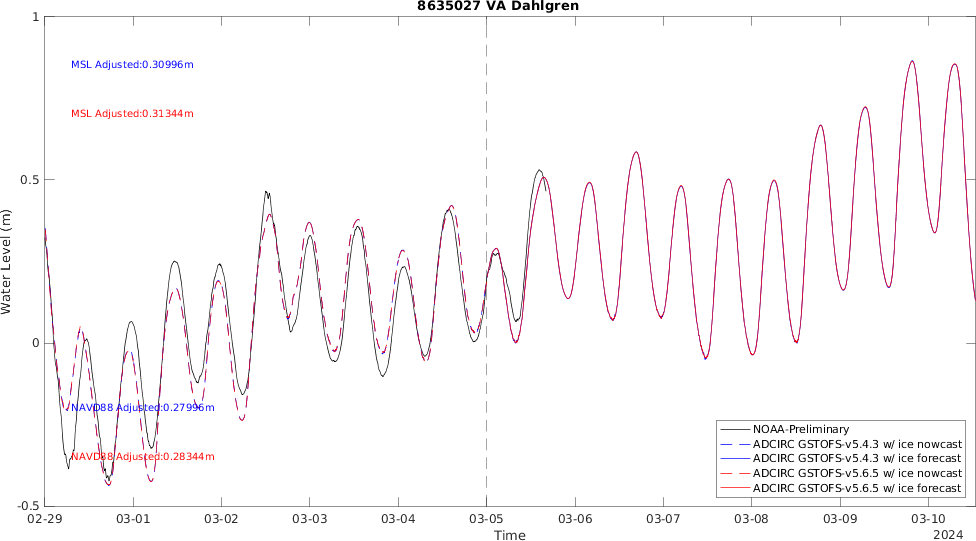 8635027 VA Dahlgren
1
MSL Adjusted:0.30996m
MSL Adjusted:0.31344m
0.5
Water Level (m)
0
NAVD88 Adjusted:0.27996m
NAVD88 Adjusted:0.28344m
NOAA-Preliminary
ADCIRC GSTOFS-v5.4.3 w/ ice nowcast
ADCIRC GSTOFS-v5.4.3 w/ ice forecast
ADCIRC GSTOFS-v5.6.5 w/ ice nowcast
ADCIRC GSTOFS-v5.6.5 w/ ice forecast
-0.5
02-29 03-01 03-02 03-03 03-04 03-05 03-06 03-07 03-08 03-09 03-10
Time
2024